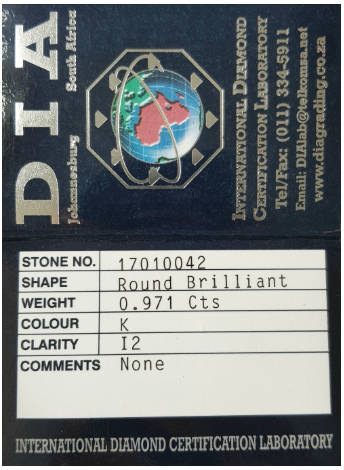 DIA
Johannesburg South Africa
INTERNATIONAL DIAMOND
CERTIFICATION LABORATORY
Tel/Fax: (011) 334-5911
Email: DIAlab@telkomsa.net
www.diagrading.co.za
STONE NO. 17010042
SHAPE Round Brilliant
WEIGHT 0.971 Cts
COLOUR K
CLARITY I2
COMMENTS None
INTERNATIONAL DIAMOND CERTIFICATION LABORATORY